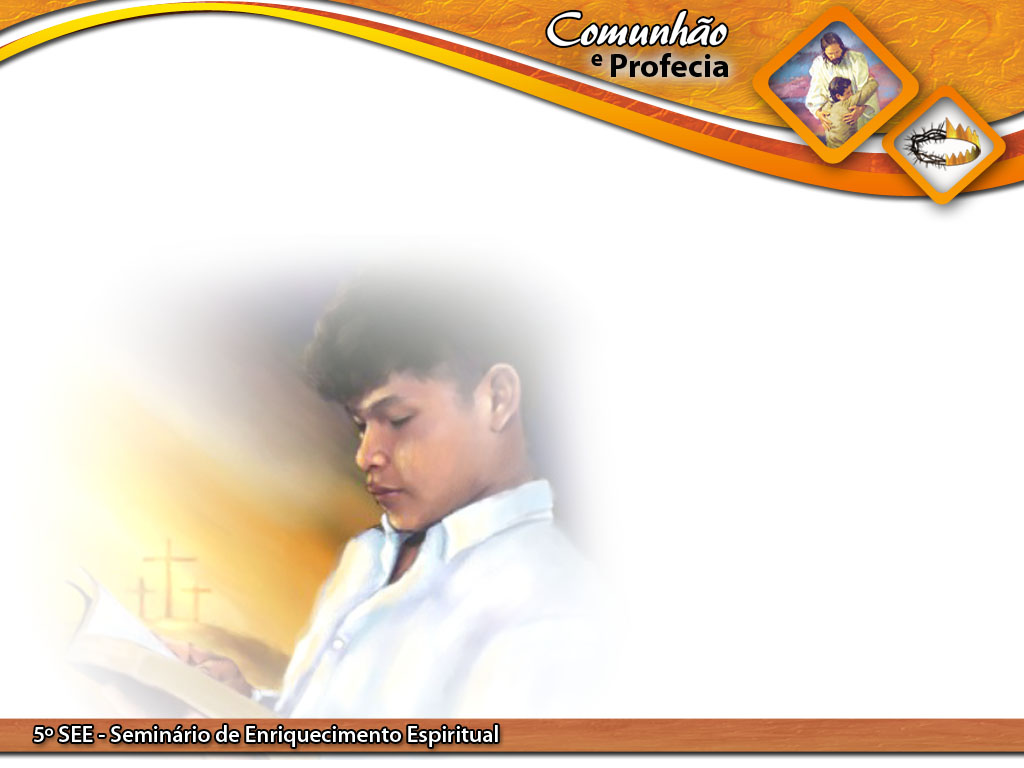 Comunhão
e Profecia
5º SEE - Seminário de Enriquecimento Espiritual